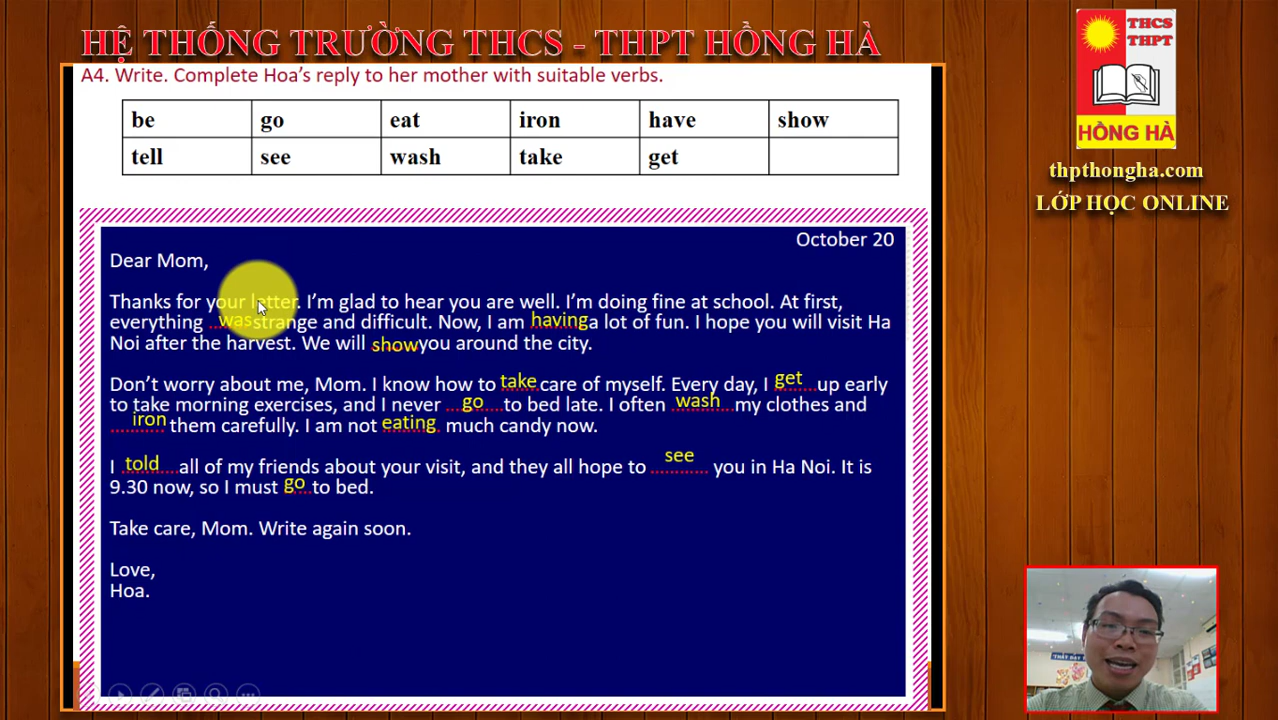 HỆ THỐNG TRƯỜNG THCS - THPT HỒNG HÀ
THCS
THPT
HỒNG HÀ
thpthongha.com
LỚP HỌC ONLINE
A4. Write. Complete Hoa's reply to her mother with suitable verbs.
be go eat iron have show
tell see wash take get
October 20
Dear Mom,
Thanks for your latter. I'm glad to hear you are well. I'm doing fine at school. At first,
everything was strange and difficult. Now, I am having a lot of fun. I hope you will visit Ha
Noi after the harvest. We will show you around the city.
Don't worry about me, Mom. I know how to take care of myself. Every day, I get up early
to take morning exercises, and I never go to bed late. I often wash my clothes and
iron them carefully. I am not eating much candy now.
I told all of my friends about your visit, and they all hope to see you in Ha Noi. It is
9.30 now, so I must go to bed.
Take care, Mom. Write again soon.
Love,
Hoa.